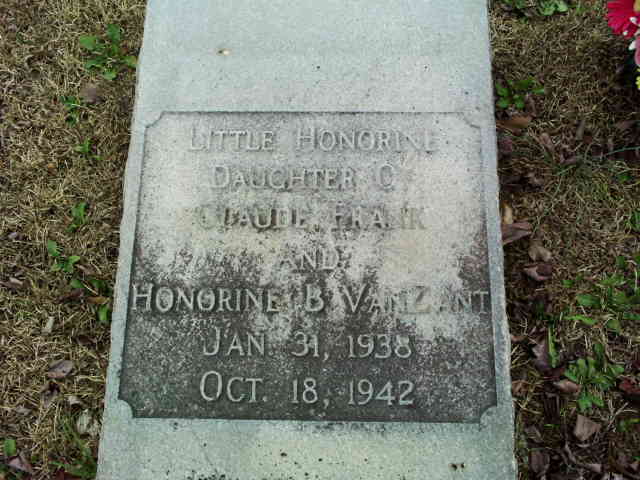 Little Honorine
Daughter Of
Claude Frank
and
Honorine B. VanZant
Jan. 31, 1938
Oct. 18, 1942